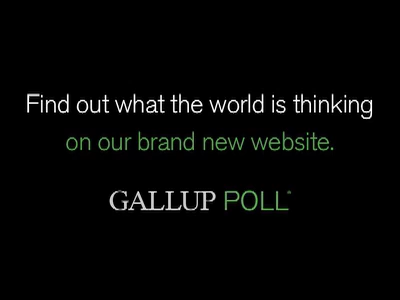 Find out what the world is thinking
on our brand new website.
GALLUP POLL